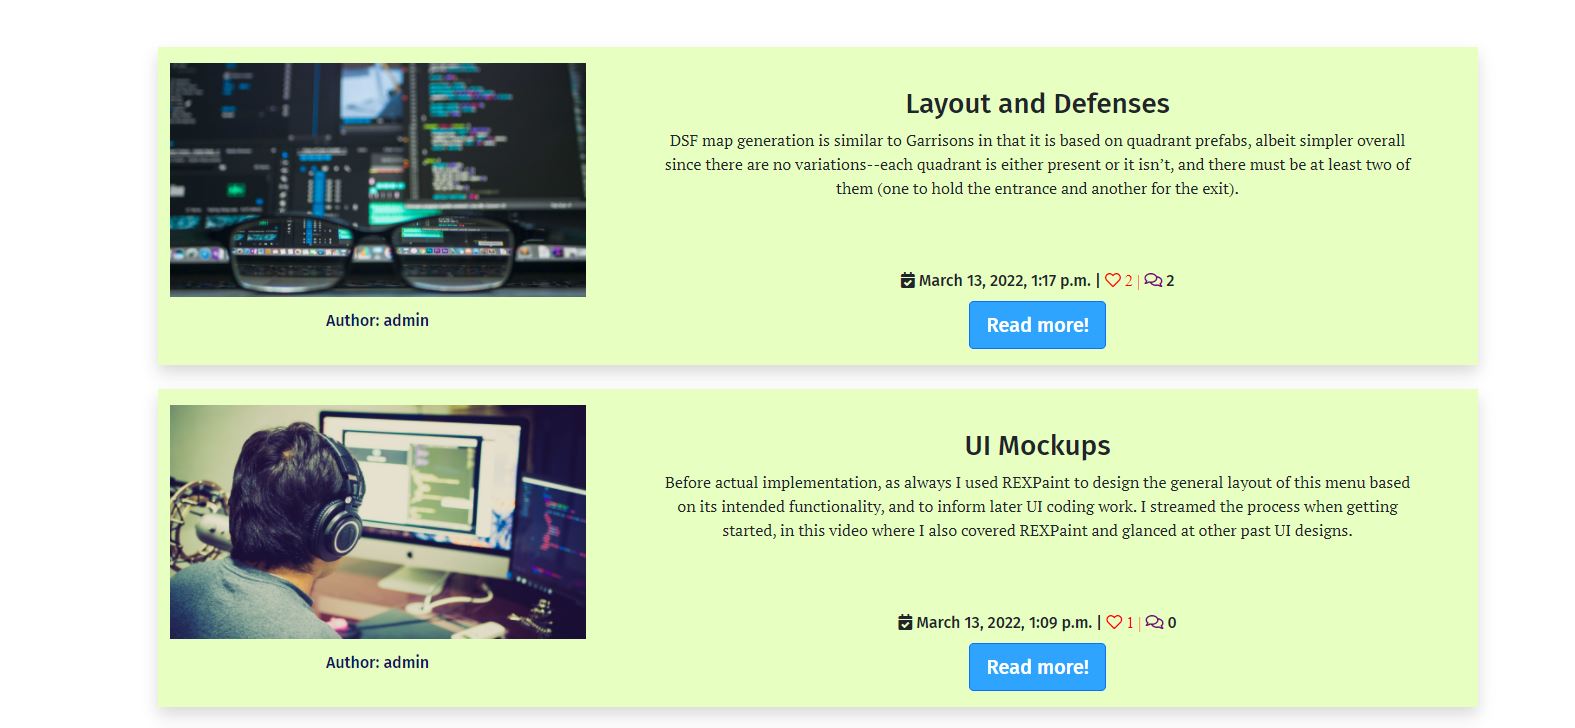 Layout and Defenses
DSF map generation is similar to Garrisons in that it is based on quadrant prefabs, albeit simpler overall
since there are no variations--each quadrant is either present or it isn’t, and there must be at least two of
them (one to hold the entrance and another for the exit).
March 13, 2022, 1:17 p.m. | 2 | 2
Author: admin
Read more!
UI Mockups
Before actual implementation, as always I used REXPaint to design the general layout of this menu based
on its intended functionality, and to inform later UI coding work. I streamed the process when getting
started, in this video where I also covered REXPaint and glanced at other past UI designs.
March 13, 2022, 1:09 p.m. | 1 | 0
Author: admin
Read more!